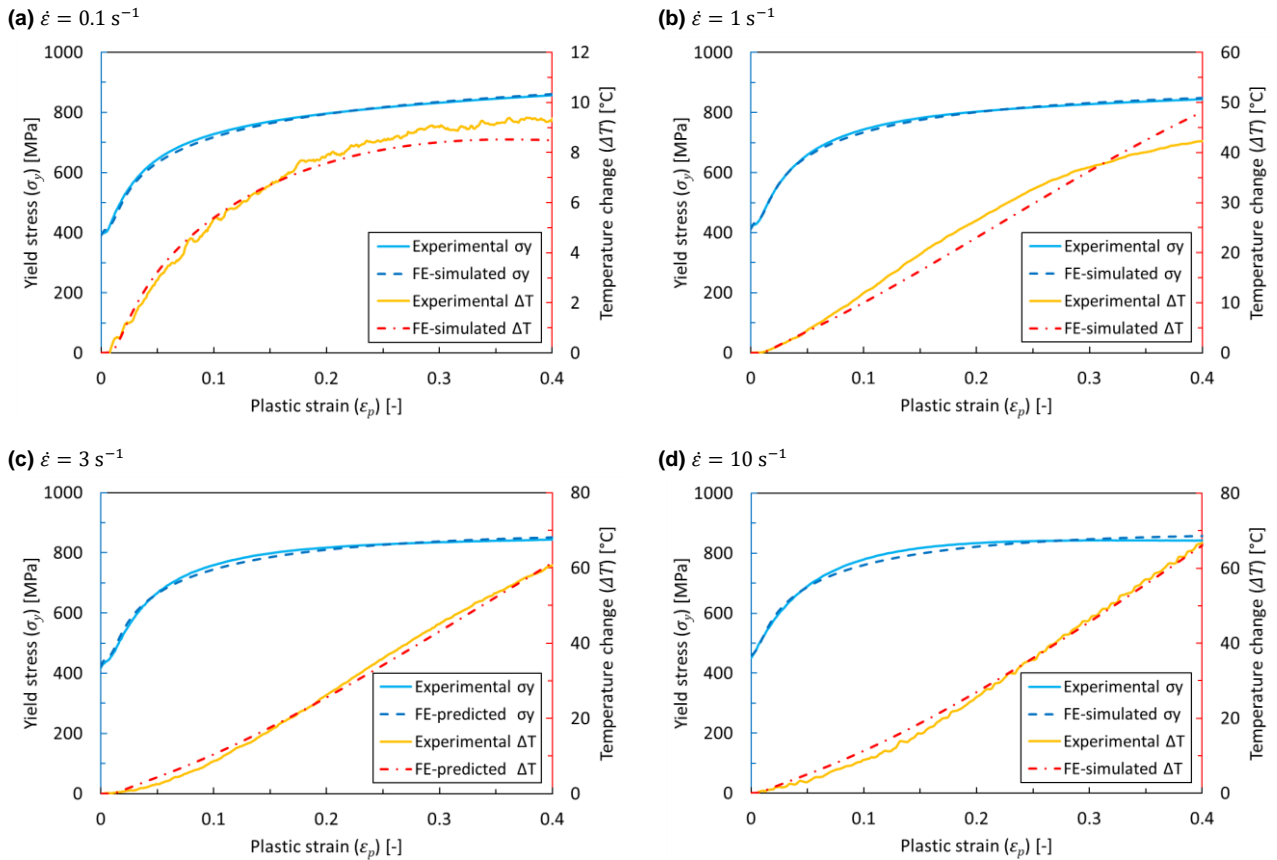 (a) ε̇ = 0.1 s⁻¹
1000
800
600
400
200
0
Yield stress (σy) [MPa]
12
10
8
6
4
2
0
Temperature change (ΔT) [°C]
Experimental σy
FE-simulated σy
Experimental ΔT
FE-simulated ΔT
0 0.1 0.2 0.3 0.4
Plastic strain (εp) [-]
(b) ε̇ = 1 s⁻¹
1000
800
600
400
200
0
Yield stress (σy) [MPa]
60
50
40
30
20
10
0
Temperature change (ΔT) [°C]
Experimental σy
FE-simulated σy
Experimental ΔT
FE-simulated ΔT
0 0.1 0.2 0.3 0.4
Plastic strain (εp) [-]
(c) ε̇ = 3 s⁻¹
1000
800
600
400
200
0
Yield stress (σy) [MPa]
80
60
40
20
0
Temperature change (ΔT) [°C]
Experimental σy
FE-predicted σy
Experimental ΔT
FE-predicted ΔT
0 0.1 0.2 0.3 0.4
Plastic strain (εp) [-]
(d) ε̇ = 10 s⁻¹
1000
800
600
400
200
0
Yield stress (σy) [MPa]
80
60
40
20
0
Temperature change (ΔT) [°C]
Experimental σy
FE-simulated σy
Experimental ΔT
FE-simulated ΔT
0 0.1 0.2 0.3 0.4
Plastic strain (εp) [-]